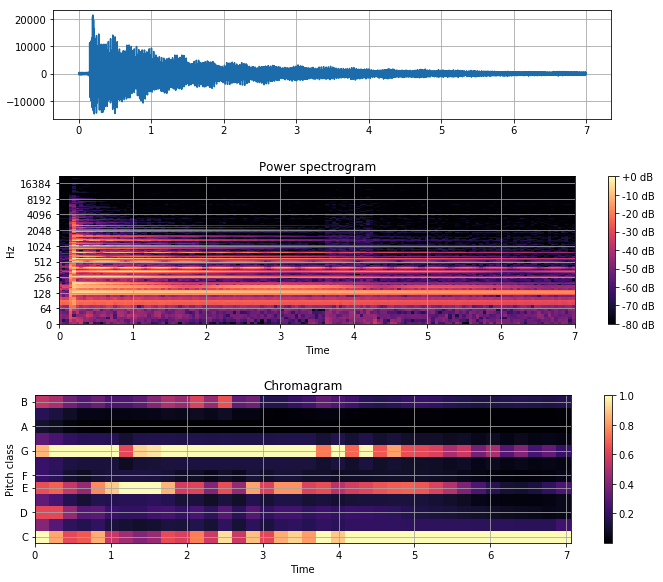 20000
10000
0
−10000
0 1 2 3 4 5 6 7
Power spectrogram
Hz
16384
8192
4096
2048
1024
512
256
128
64
0
0 1 2 3 4 5 6 7
Time
+0 dB
-10 dB
-20 dB
-30 dB
-40 dB
-50 dB
-60 dB
-70 dB
-80 dB
Chromagram
Pitch class
B
A
G
F
E
D
C
0 1 2 3 4 5 6 7
Time
1.0
0.8
0.6
0.4
0.2